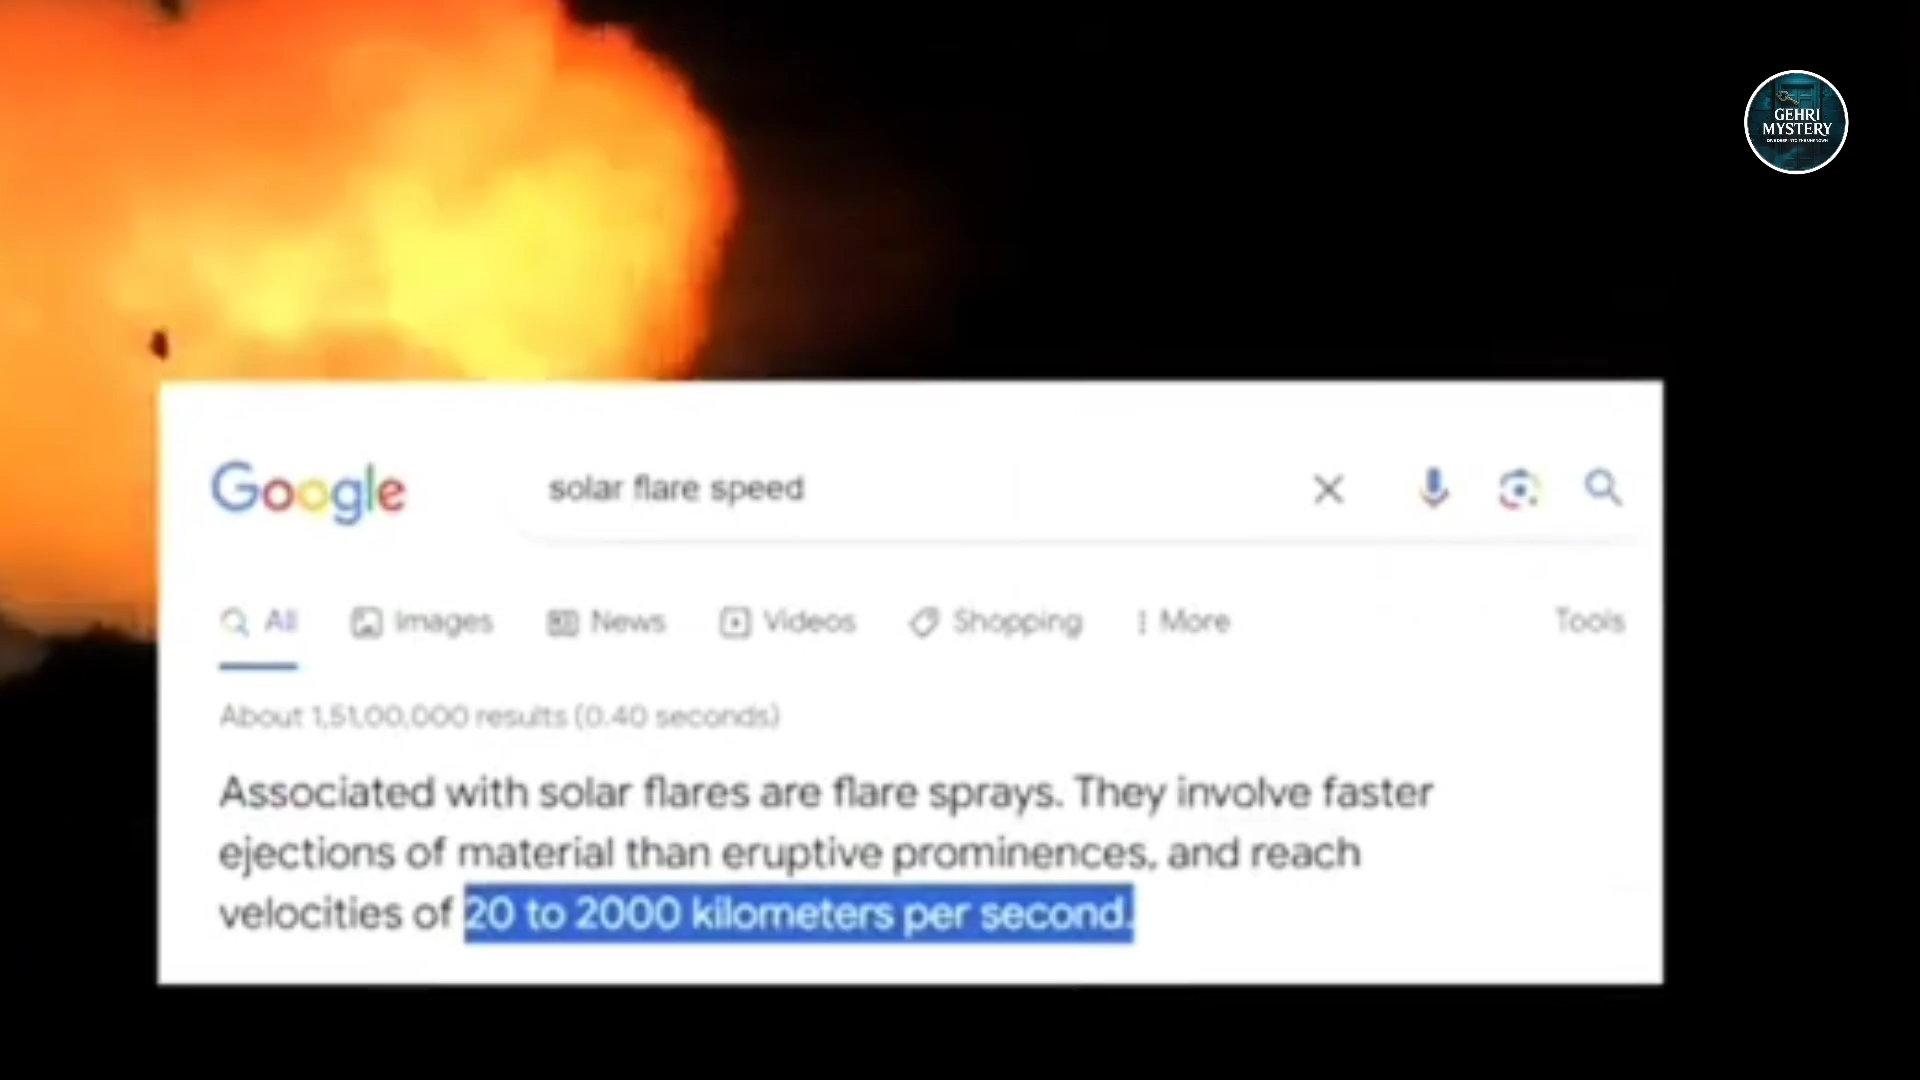 GEHRI
MYSTERY
Google
solar flare speed
All Images News Videos Shopping More Tools
About 1,51,00,000 results (0.40 seconds)
Associated with solar flares are flare sprays. They involve faster
ejections of material than eruptive prominences, and reach
velocities of 20 to 2000 kilometers per second.